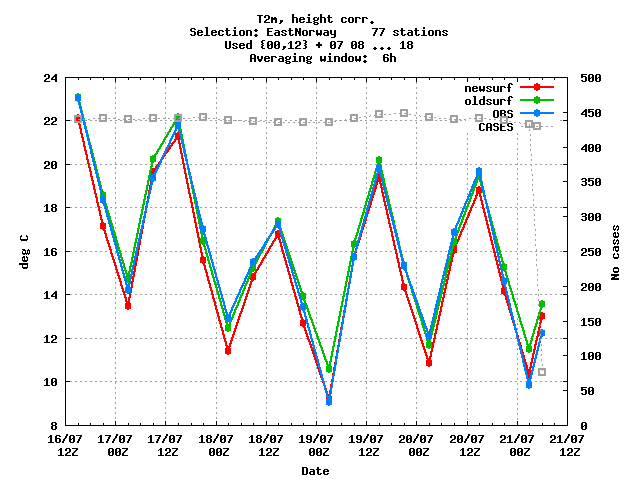 T2m, height corr.
Selection: EastNorway     77 stations
Used {00,12} + 07 08 ... 18
Averaging window:  6h
newsurf
oldsurf
OBS
CASES
24
22
20
18
16
14
12
10
8
deg C
500
450
400
350
300
250
200
150
100
50
0
No cases
16/07 17/07 17/07 18/07 18/07 19/07 19/07 20/07 20/07 21/07 21/07
12Z 00Z 12Z 00Z 12Z 00Z 12Z 00Z 12Z 00Z 12Z
Date